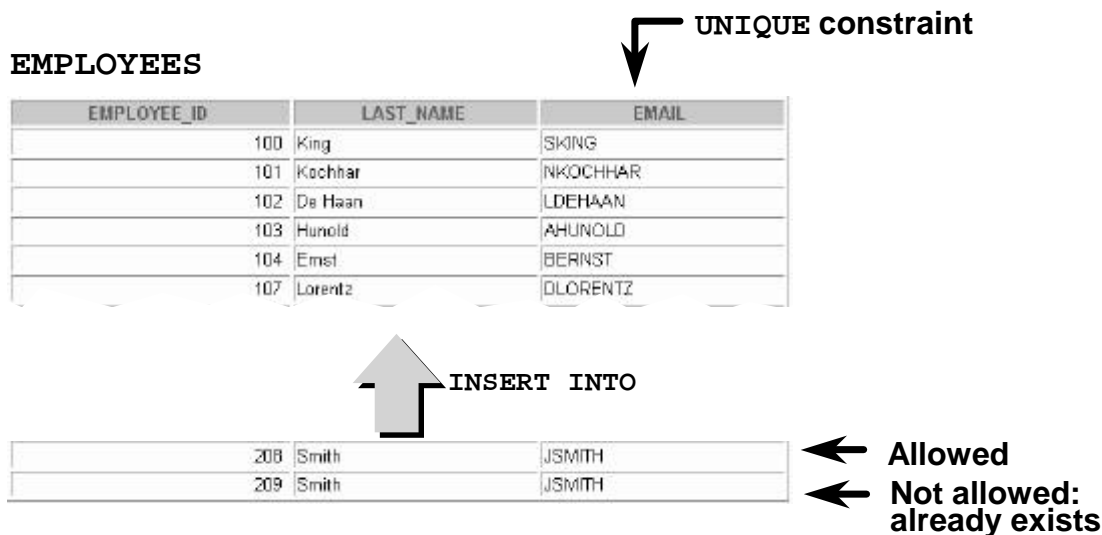 UNIQUE constraint
EMPLOYEES
EMPLOYEE_ID LAST_NAME EMAIL
100 King SKING
101 Kochhar NKOCHHAR
102 De Haan LDEHAAN
103 Hunold AHUNOLD
104 Ernst BERNST
107 Lorentz DLORENTZ
INSERT INTO
208 Smith JSMITH Allowed
209 Smith JSMITH Not allowed:
already exists